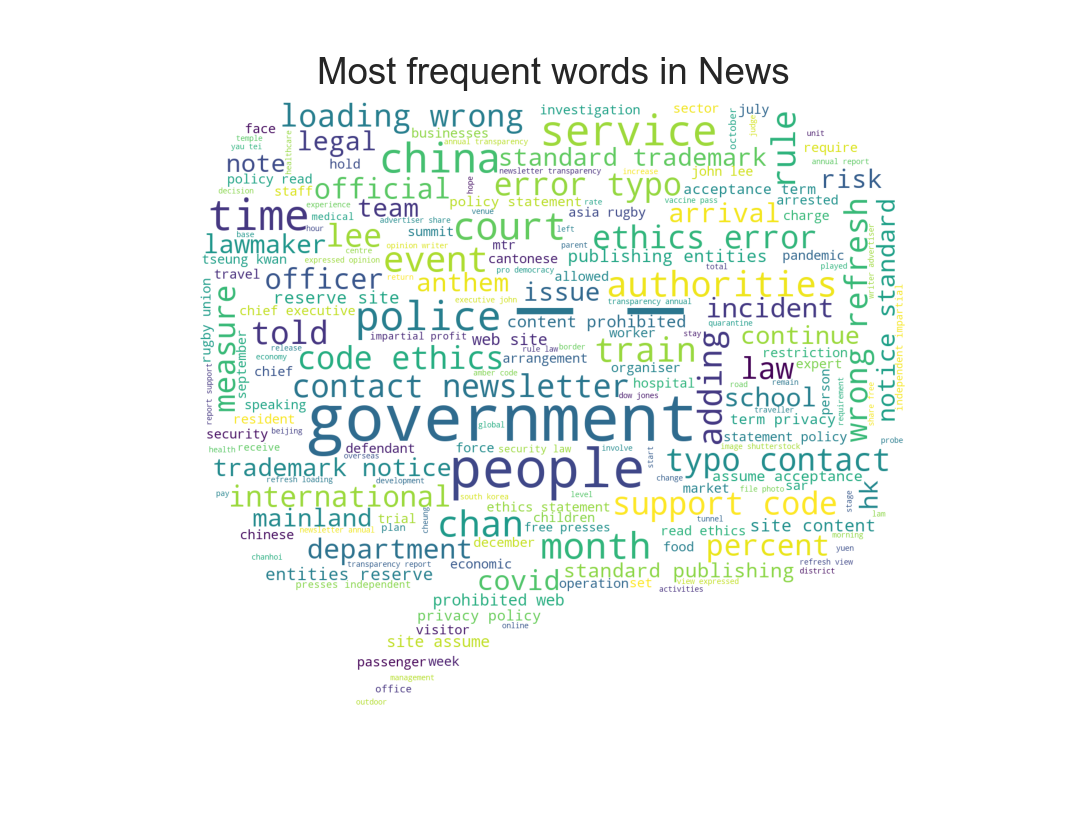 Most frequent words in News
loading wrong
investigation
sector
july
face
legal
businesses
service
october
judge
rule
unit
temple
yau tei
healthcare
annual transparency
china
standard trademark
require
note
hold
newsletter transparency
increase
john lee
annual report
policy read
official
hope
error typo
acceptance term
risk
decision
staff
experience
policy statement
vaccine pass
arrested
time
medical
team
advertiser share
venue
rate
asia rugby
arrival
charge
hour
summit
court
left
base
lawmaker
lee
centre
opinion writer
mtr
parent
ethics error
played
tseung kwan
expressed opinion
event
cantonese
publishing entities
pandemic
refresh
standard
writer advertiser
travel
officer
return
pro democracy
allowed
total
authorities
rugby union
reserve site
anthem
executive john
issue
transparency annual
incident
independent impartial
measure
chief executive
police
content prohibited
quarantine
told
impartial profit
web site
worker
stay
continue
september
release
rule law
border
train
restriction
notice
economy
code ethics
arrangement
organiser
adding
law
expert
report support
chief
amber code
hospital
road
remain
wrong
contact newsletter
dow jones
school
person
requirement
share free
speaking
traveller
resident
government
global
term privacy
security
beijing
statement policy
probe
health
receive
defendant
force
security law
involve
start
image shutterstock
overseas
people
typo contact
trademark notice
refresh loading
development
change
assume acceptance
pay
international
south korea
level
market
file photo
sar
hk
ethics statement
support code
stage
mainland
trial
cheung
chan
children
tunnel
lam
newsletter annual
plan
free presses
read ethics
site content
chinese
december
month
food
percent
morning
department
yuen
chanhoi
transparency report
economic
refresh view
entities reserve
covid
standard publishing
district
presses independent
operation
set
view expressed
activities
prohibited web
privacy policy
visitor
online
site assume
passenger
week
management
office
outdoor